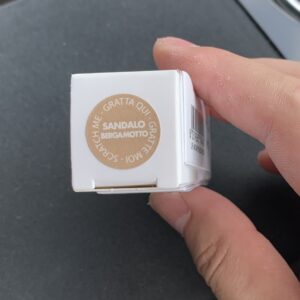 SCRATCH ME - GRATTA QUI - GRATTE MOI -
SANDALO
BERGAMOTTO